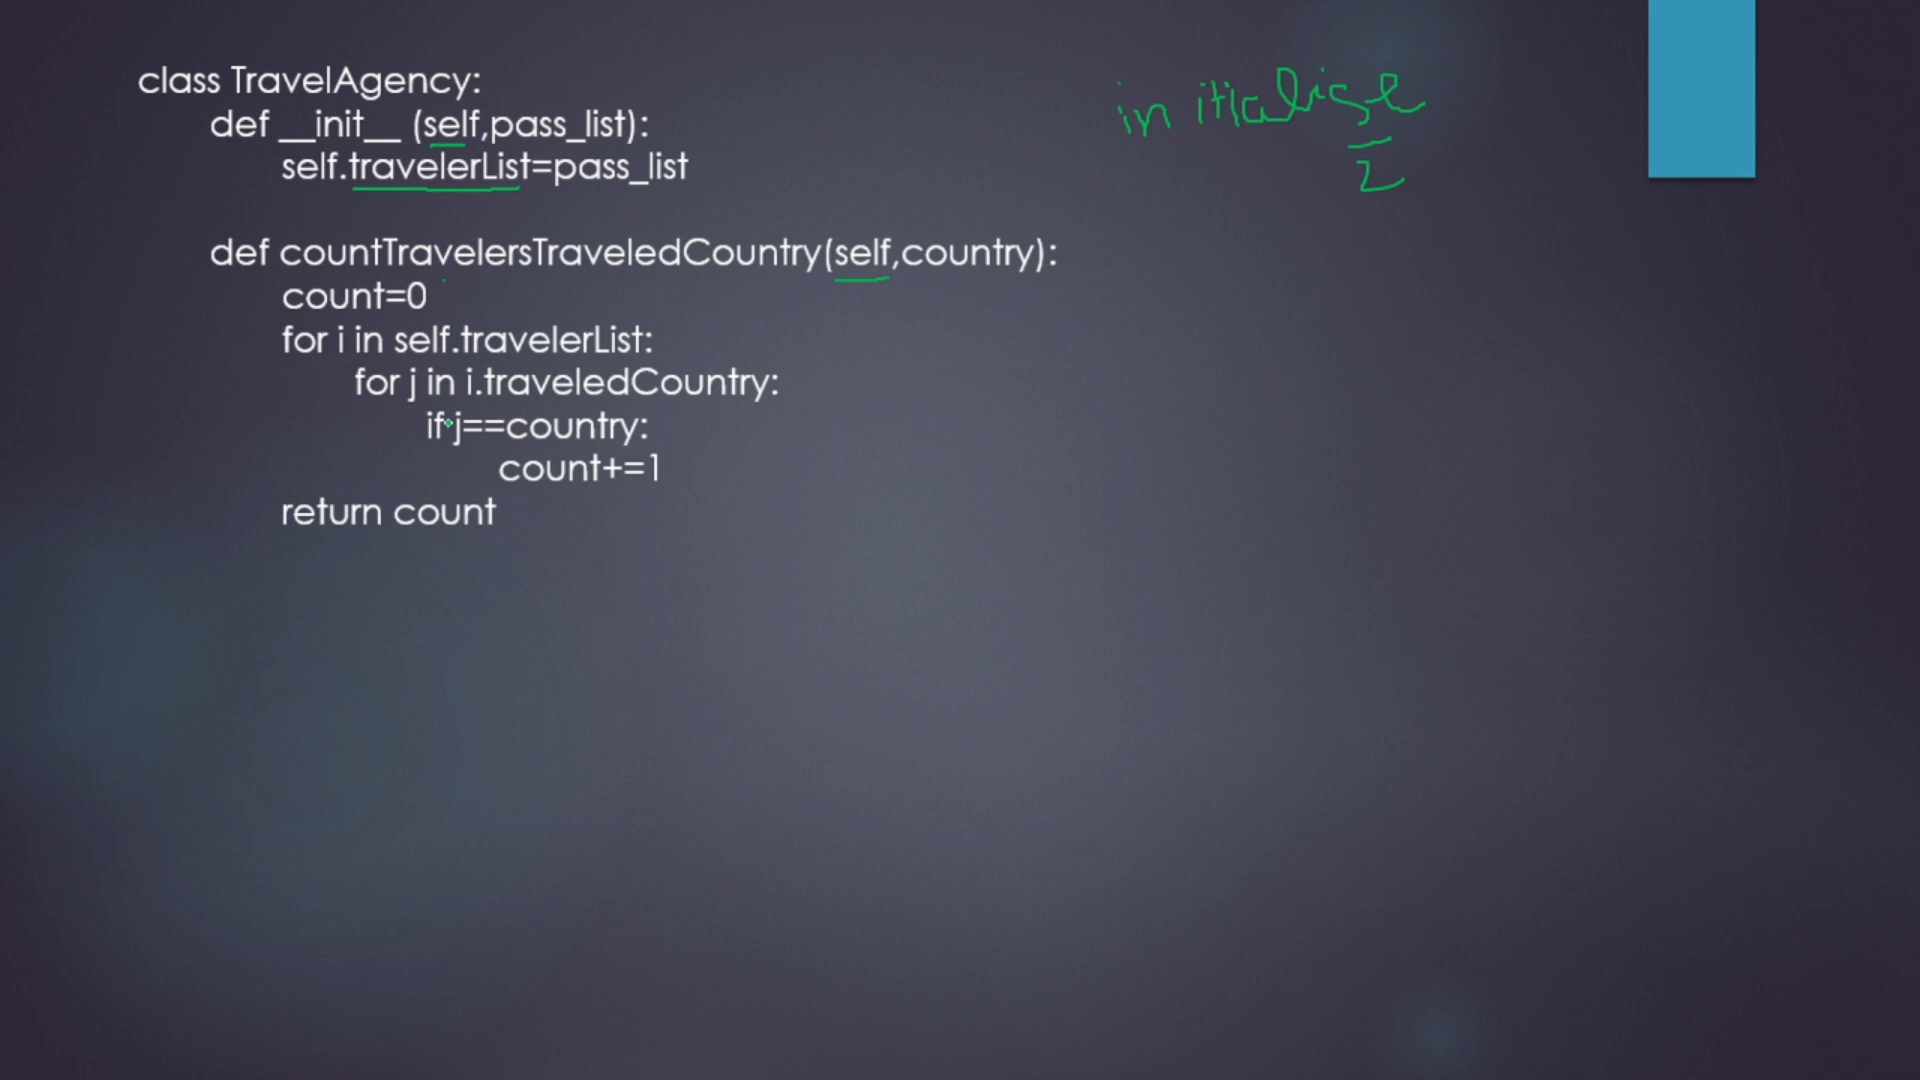 class TravelAgency:
def __init__ (self,pass_list):
self.travelerList=pass_list
initialise
z
def countTravelersTraveledCountry(self,country):
count=0
for i in self.travelerList:
for j in i.traveledCountry:
if j==country:
count+=1
return count